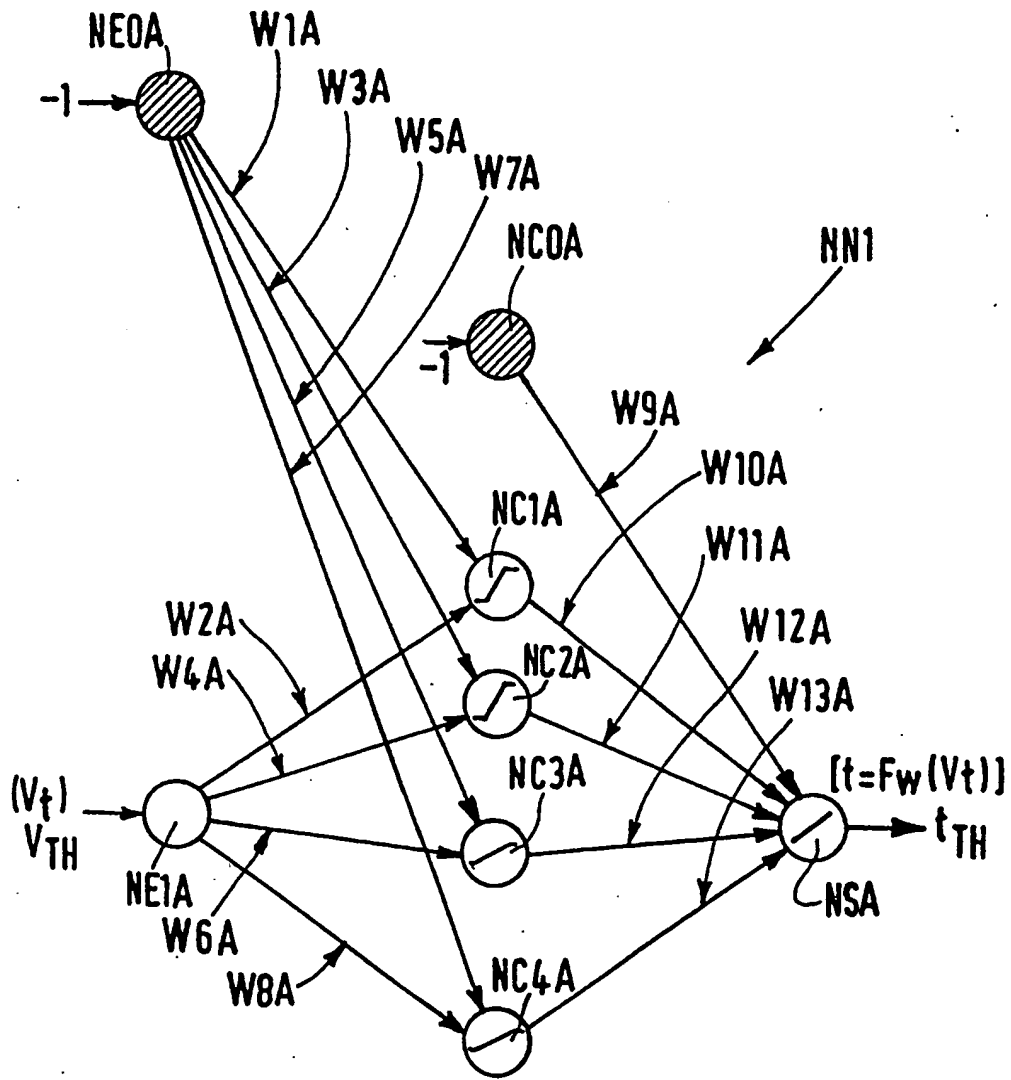 NE0A
W1A
W3A
W5A
W7A
-1
NC0A
NN1
-1
W9A
W10A
NC1A
W11A
W2A
W12A
W4A
NC2A
W13A
NC3A
[t=Fw(Vt)]
(Vt)
VTH
tTH
NE1A
NSA
W6A
W8A
NC4A